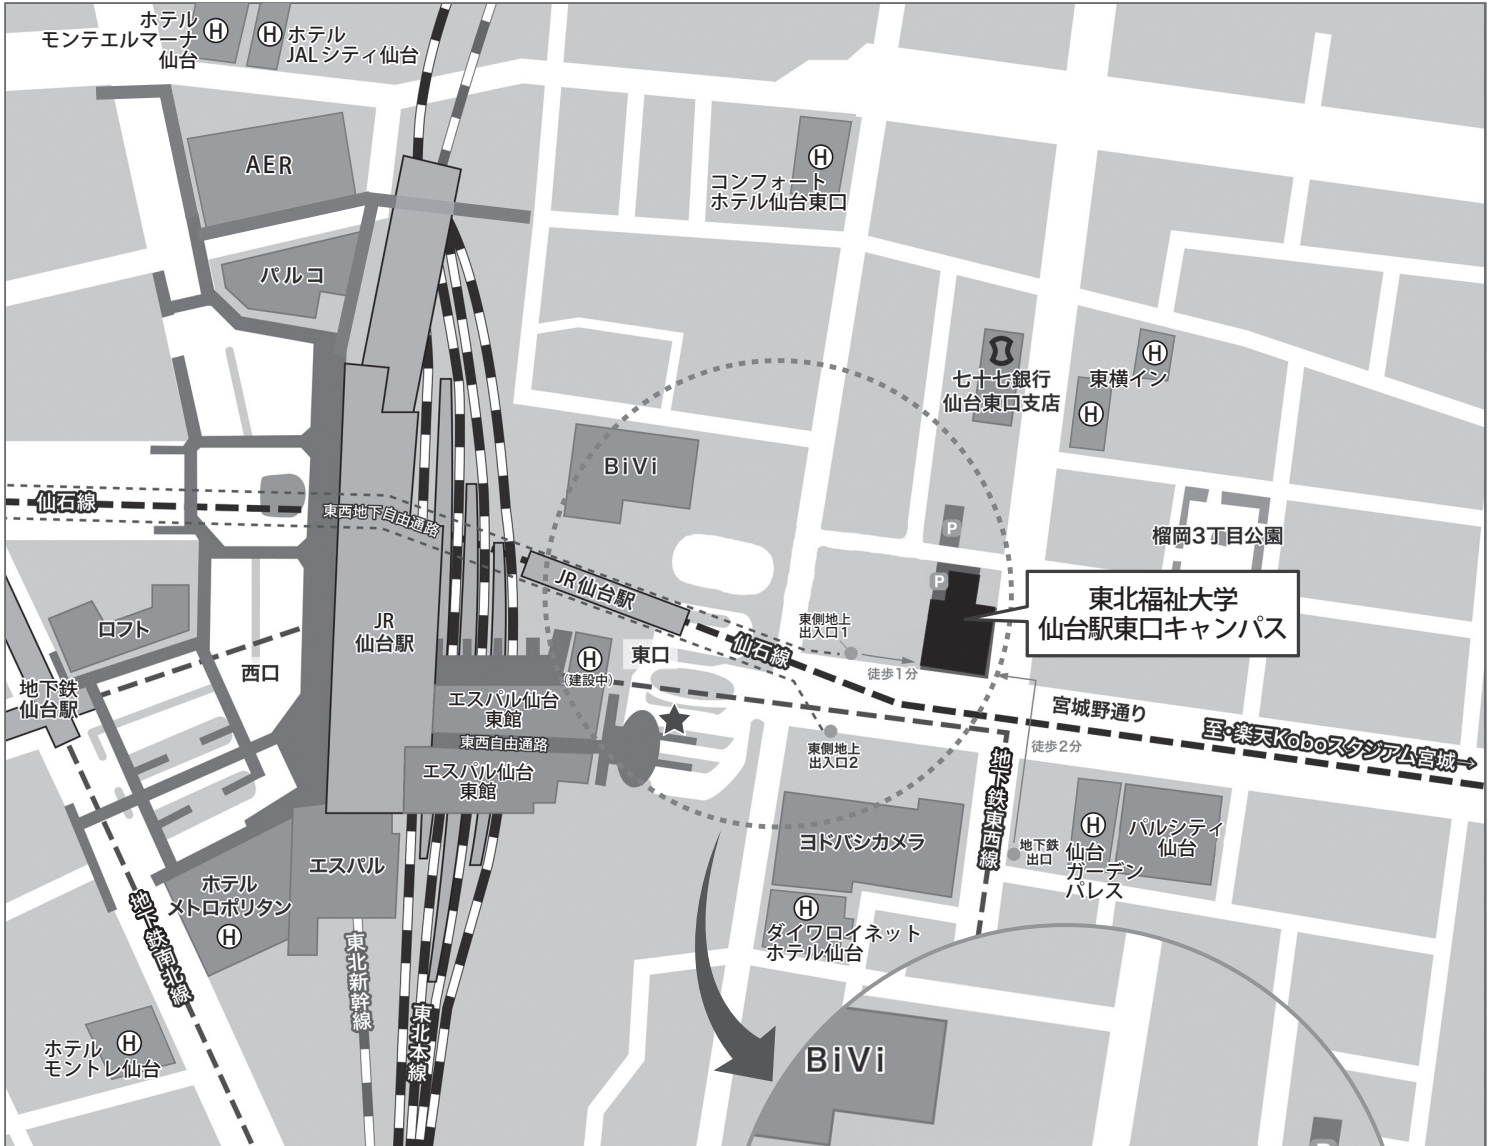 ホテル
モンテエルマーナ
仙台
H
H
ホテル
JALシティ仙台
AER
H
コンフォート
ホテル仙台東口
パルコ
七十七銀行
仙台東口支店
H
東横イン
H
BiVi
仙石線
東西地下自由通路
P
榴岡3丁目公園
JR仙台駅
P
東北福祉大学
仙台駅東口キャンパス
ロフト
JR
仙台駅
東側地上
出入口1
仙石線
徒歩1分
西口
H
(建設中)
東口
地下鉄
仙台駅
エスパル仙台
東館
東西自由通路
エスパル仙台
東館
東側地上
出入口2
宮城野通り
至・楽天Koboスタジアム宮城→
徒歩2分
地下鉄東西線
ヨドバシカメラ
地下鉄
出口
H
仙台
ガーデン
パレス
パルシティ
仙台
エスパル
ホテル
メトロポリタン
H
地下鉄南北線
H
ダイワロイネット
ホテル仙台
東北新幹線
東北本線
ホテル
モントレ仙台
H
BiVi